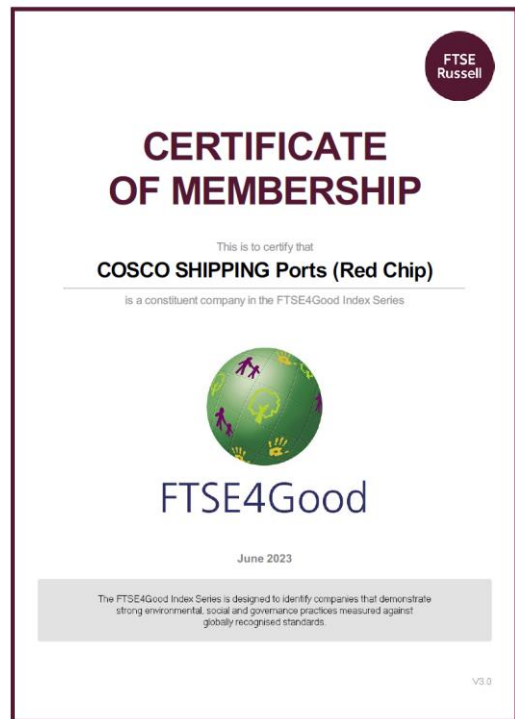 FTSE
Russell
CERTIFICATE
OF MEMBERSHIP
This is to certify that
COSCO SHIPPING Ports (Red Chip)
is a constituent company in the FTSE4Good Index Series
FTSE4Good
June 2023
The FTSE4Good Index Series is designed to identify companies that demonstrate
strong environmental, social and governance practices measured against
globally recognised standards.
V3.0